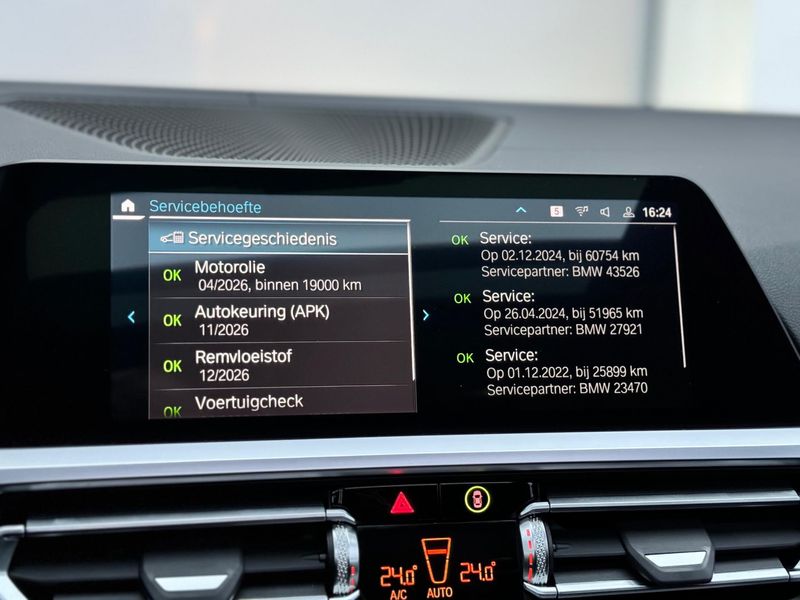 Servicebehoefte
5
16:24
Servicegeschiedenis
OK Motorolie
04/2026, binnen 19000 km
OK Autokeuring (APK)
11/2026
OK Remvloeistof
12/2026
OK Voertuigcheck
OK Service:
Op 02.12.2024, bij 60754 km
Servicepartner: BMW 43526
OK Service:
Op 26.04.2024, bij 51965 km
Servicepartner: BMW 27921
OK Service:
Op 01.12.2022, bij 25899 km
Servicepartner: BMW 23470
24.0° 24.0°
A/C AUTO